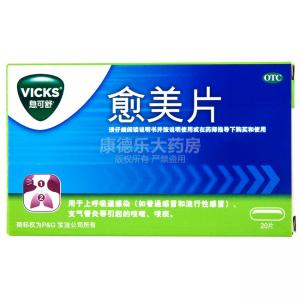 VICKS
息可舒
愈美片
OTC
请仔细阅读说明书并按说明使用或在药师指导下购买和使用
康德乐大药房
版权所有 严禁盗用
1
2
用于上呼吸道感染（如普通感冒和流行性感冒）、
支气管炎等引起的咳嗽、咳痰。
商标权为P&G 宝洁公司所有
20片